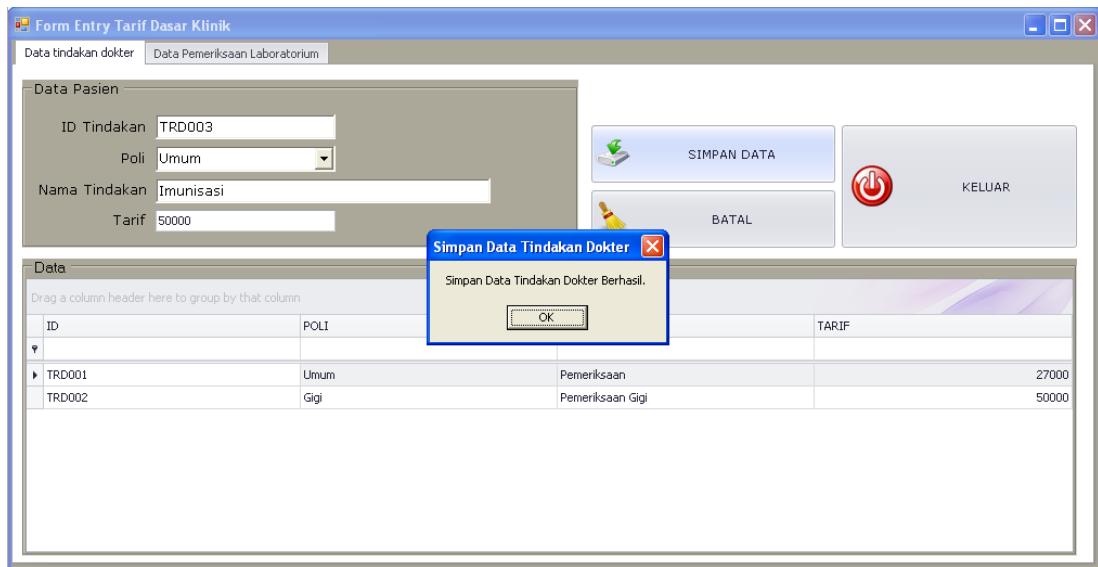 Form Entry Tarif Dasar Klinik
Data tindakan dokter Data Pemeriksaan Laboratorium
Data Pasien
ID Tindakan TRD003
Poli Umum
Nama Tindakan Imunisasi
Tarif 50000
SIMPAN DATA
BATAL
KELUAR
Simpan Data Tindakan Dokter
Simpan Data Tindakan Dokter Berhasil.
OK
Data
Drag a column header here to group by that column
ID POLI TARIF
TRD001 Umum Pemeriksaan 27000
TRD002 Gigi Pemeriksaan Gigi 50000